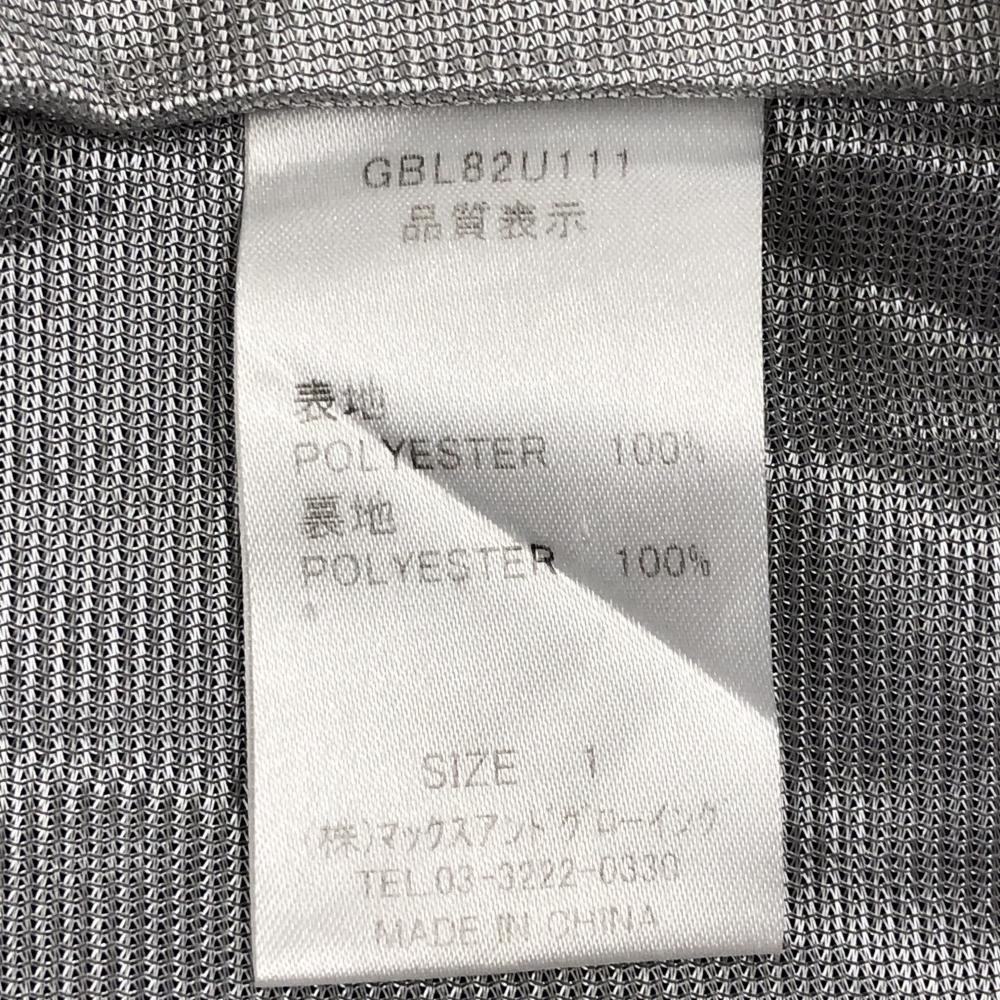 GBL82U111
品質表示
表地
POLYESTER 100%
裏地
POLYESTER 100%
SIZE 1
(株)マックスアンドグローイング
TEL.03-3222-0330
MADE IN CHINA